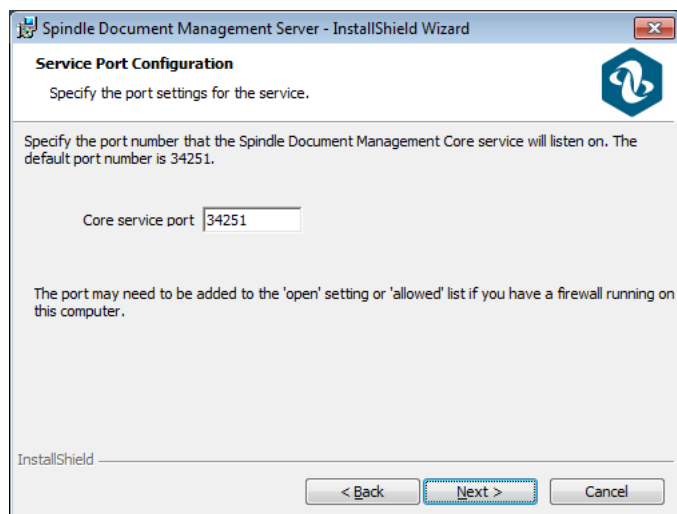 Spindle Document Management Server - InstallShield Wizard
Service Port Configuration
Specify the port settings for the service.
Specify the port number that the Spindle Document Management Core service will listen on. The
default port number is 34251.
Core service port 34251
The port may need to be added to the 'open' setting or 'allowed' list if you have a firewall running on
this computer.
InstallShield
< Back Next > Cancel